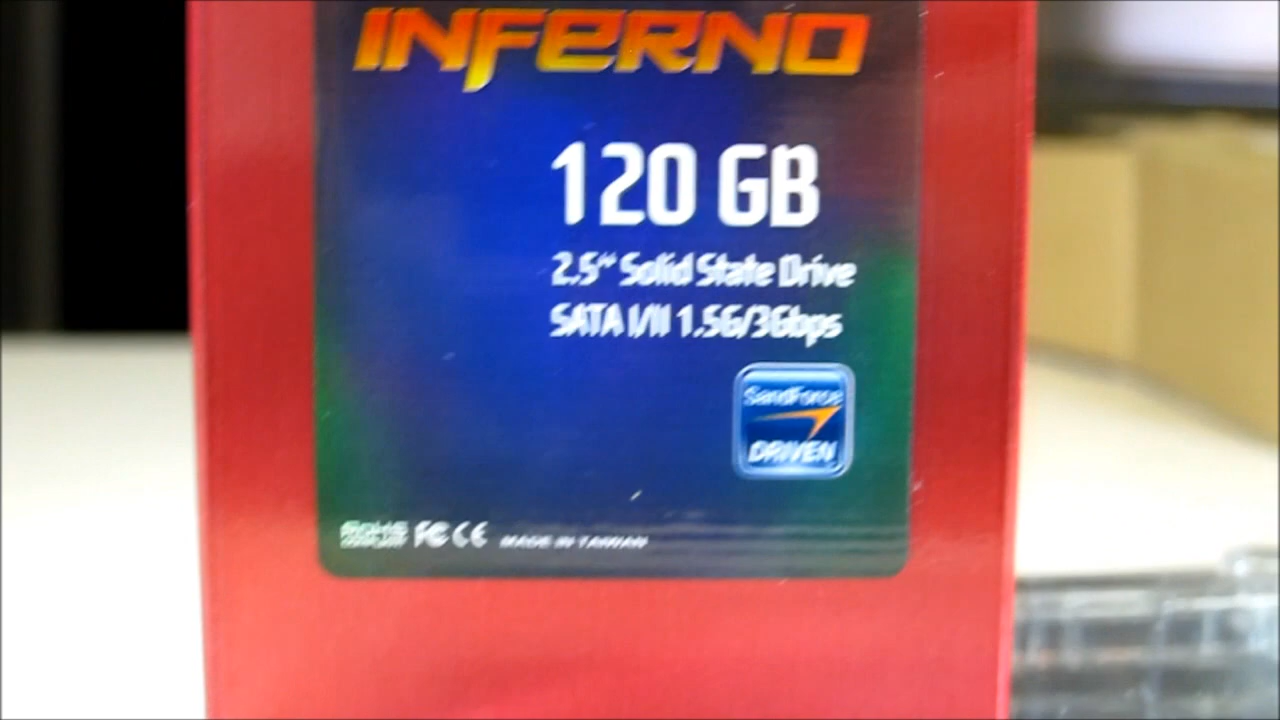 INFERNO
120 GB
2.5" Solid State Drive
SATA I/II 1.5G/3Gbps
SandForce
DRIVEN
FC CE MADE IN TAIWAN